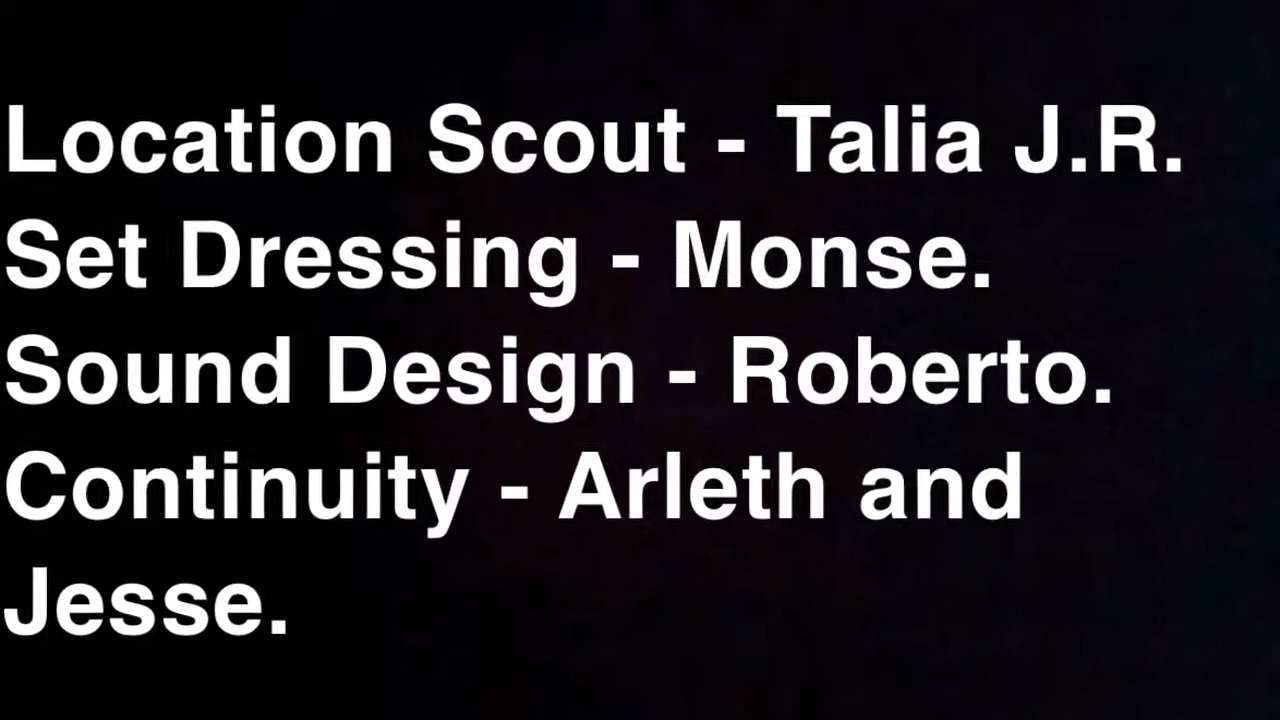 Location Scout - Talia J.R.
Set Dressing - Monse.
Sound Design - Roberto.
Continuity - Arleth and
Jesse.